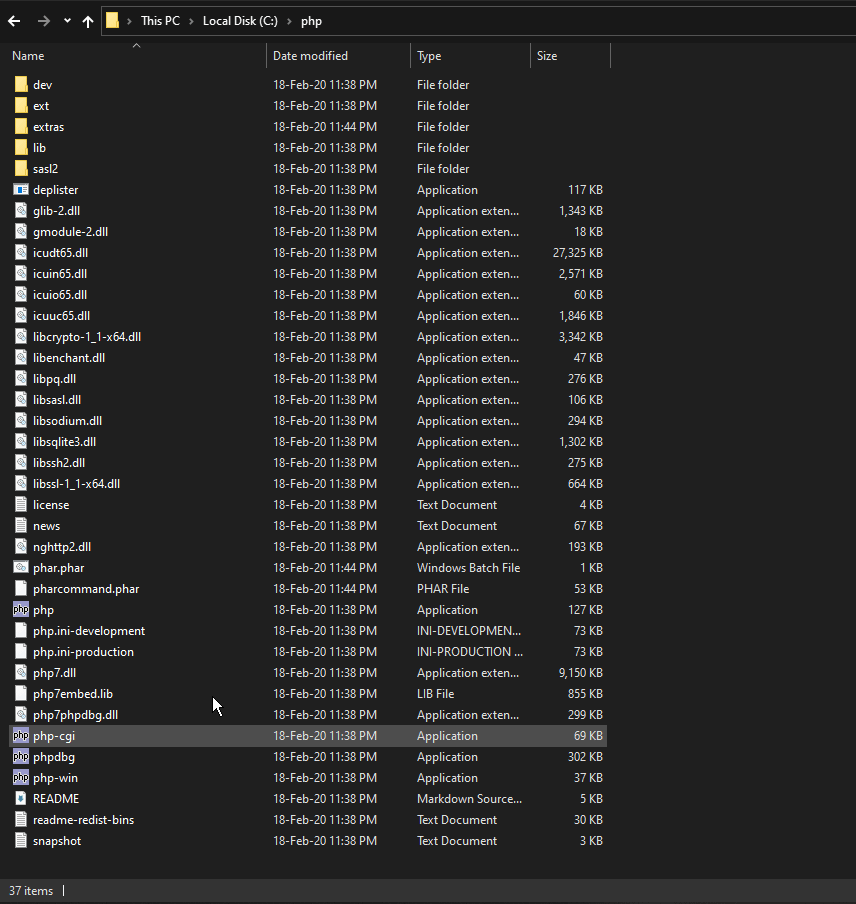 This PC > Local Disk (C:) > php
Name Date modified Type Size
dev 18-Feb-20 11:38 PM File folder
ext 18-Feb-20 11:38 PM File folder
extras 18-Feb-20 11:44 PM File folder
lib 18-Feb-20 11:38 PM File folder
sasl2 18-Feb-20 11:38 PM File folder
deplister 18-Feb-20 11:38 PM Application 117 KB
glib-2.dll 18-Feb-20 11:38 PM Application exten... 1,343 KB
gmodule-2.dll 18-Feb-20 11:38 PM Application exten... 18 KB
icudt65.dll 18-Feb-20 11:38 PM Application exten... 27,325 KB
icuin65.dll 18-Feb-20 11:38 PM Application exten... 2,571 KB
icuio65.dll 18-Feb-20 11:38 PM Application exten... 60 KB
icuuc65.dll 18-Feb-20 11:38 PM Application exten... 1,846 KB
libcrypto-1_1-x64.dll 18-Feb-20 11:38 PM Application exten... 3,342 KB
libenchant.dll 18-Feb-20 11:38 PM Application exten... 47 KB
libpq.dll 18-Feb-20 11:38 PM Application exten... 276 KB
libsasl.dll 18-Feb-20 11:38 PM Application exten... 106 KB
libsodium.dll 18-Feb-20 11:38 PM Application exten... 294 KB
libsqlite3.dll 18-Feb-20 11:38 PM Application exten... 1,302 KB
libssh2.dll 18-Feb-20 11:38 PM Application exten... 275 KB
libssl-1_1-x64.dll 18-Feb-20 11:38 PM Application exten... 664 KB
license 18-Feb-20 11:38 PM Text Document 4 KB
news 18-Feb-20 11:38 PM Text Document 67 KB
nghttp2.dll 18-Feb-20 11:38 PM Application exten... 193 KB
phar.phar 18-Feb-20 11:44 PM Windows Batch File 1 KB
pharcommand.phar 18-Feb-20 11:44 PM PHAR File 53 KB
php php 18-Feb-20 11:38 PM Application 127 KB
php.ini-development 18-Feb-20 11:38 PM INI-DEVELOPMEN... 73 KB
php.ini-production 18-Feb-20 11:38 PM INI-PRODUCTION ... 73 KB
php7.dll 18-Feb-20 11:38 PM Application exten... 9,150 KB
php7embed.lib 18-Feb-20 11:38 PM LIB File 855 KB
php7phpdbg.dll 18-Feb-20 11:38 PM Application exten... 299 KB
php php-cgi 18-Feb-20 11:38 PM Application 69 KB
php phpdbg 18-Feb-20 11:38 PM Application 302 KB
php php-win 18-Feb-20 11:38 PM Application 37 KB
README 18-Feb-20 11:38 PM Markdown Source... 5 KB
readme-redist-bins 18-Feb-20 11:38 PM Text Document 30 KB
snapshot 18-Feb-20 11:38 PM Text Document 3 KB
37 items